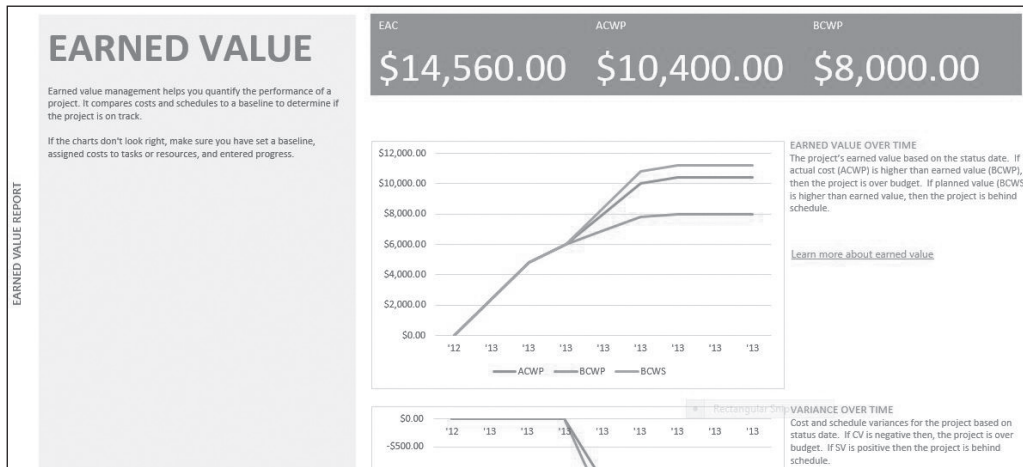 EARNED VALUE REPORT
EARNED VALUE
Earned value management helps you quantify the performance of a
project. It compares costs and schedules to a baseline to determine if
the project is on track.
If the charts don't look right, make sure you have set a baseline,
assigned costs to tasks or resources, and entered progress.
EAC ACWP BCWP
$14,560.00 $10,400.00 $8,000.00
$12,000.00
$10,000.00
$8,000.00
$6,000.00
$4,000.00
$2,000.00
$0.00
'12 '13 '13 '13 '13 '13 '13 '13 '13
ACWP BCWP BCWS
EARNED VALUE OVER TIME
The project's earned value based on the status date. If
actual cost (ACWP) is higher than earned value (BCWP),
then the project is over budget. If planned value (BCWS
is higher than earned value, then the project is behind
schedule.
Learn more about earned value
$0.00
'12 '13 '13 '13 '13 '13 '13 '13 '13
-$500.00
Rectangular Snip
VARIANCE OVER TIME
Cost and schedule variances for the project based on
status date. If CV is negative then, the project is over
budget. If SV is positive then the project is behind
schedule.